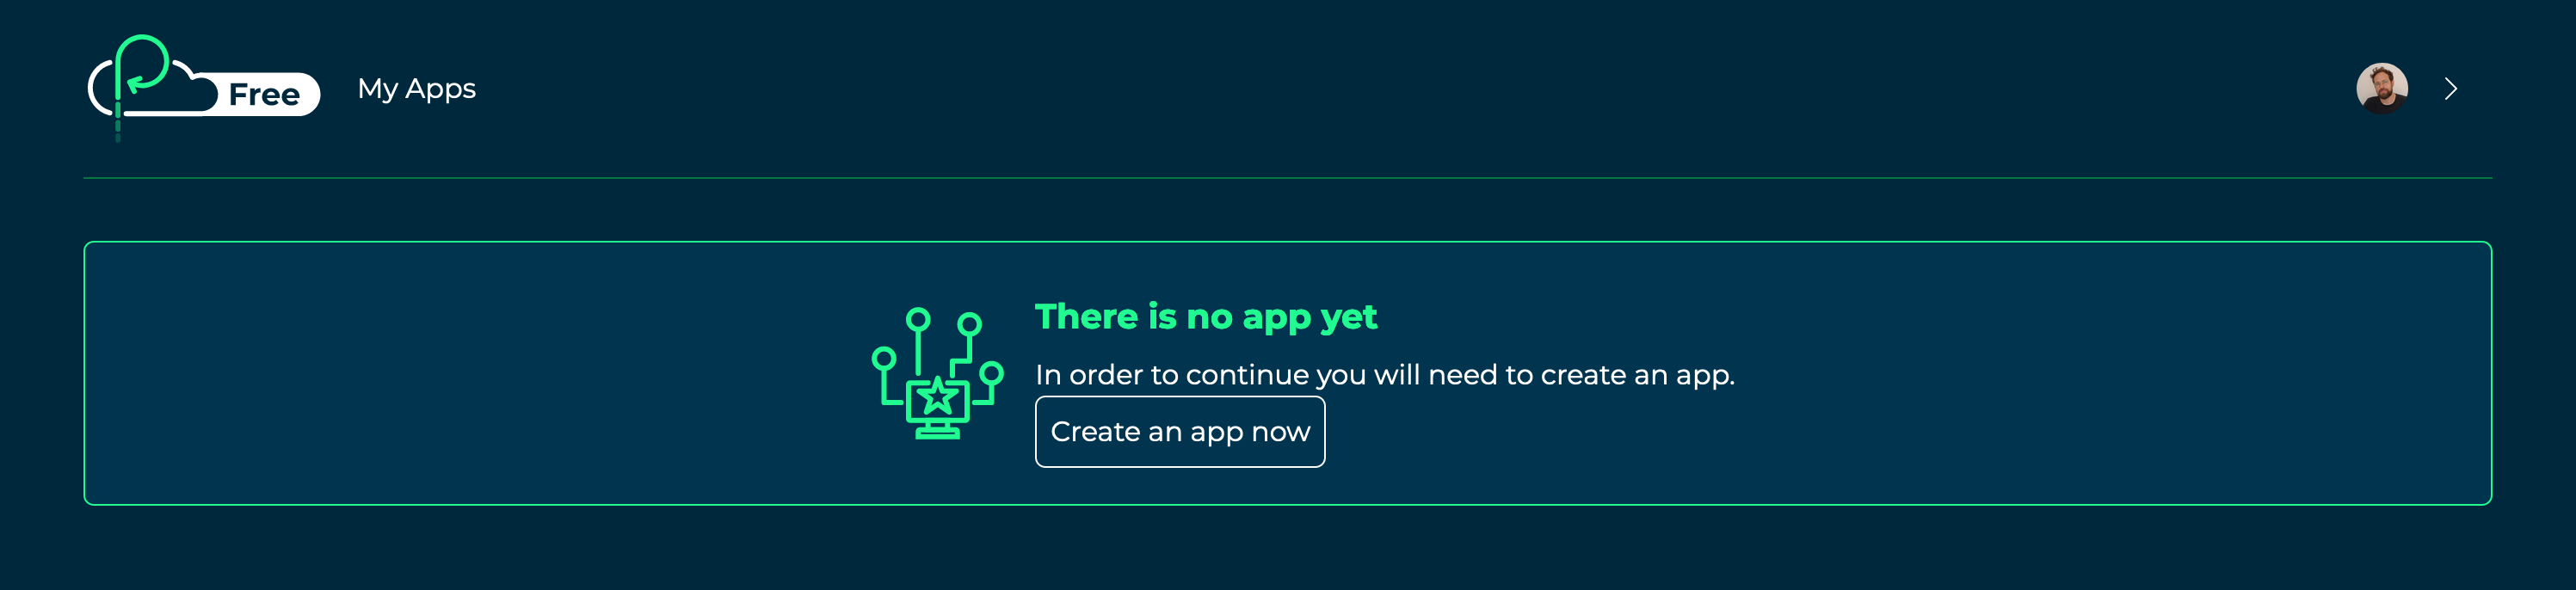 Free
My Apps
There is no app yet
In order to continue you will need to create an app.
Create an app now